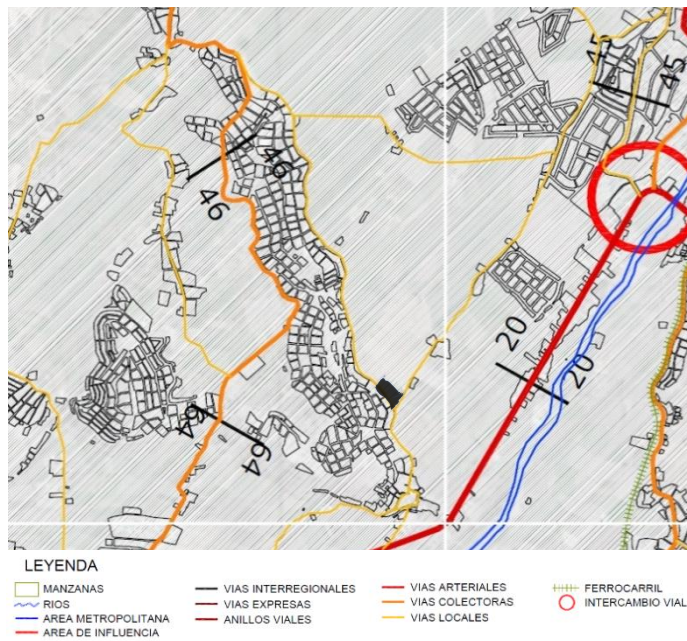 45
45
46
46
20
20
64
64
LEYENDA
MANZANAS
RIOS
AREA METROPOLITANA
AREA DE INFLUENCIA
VIAS INTERREGIONALES
VIAS EXPRESAS
ANILLOS VIALES
VIAS ARTERIALES
VIAS COLECTORAS
VIAS LOCALES
FERROCARRIL
INTERCAMBIO VIAL